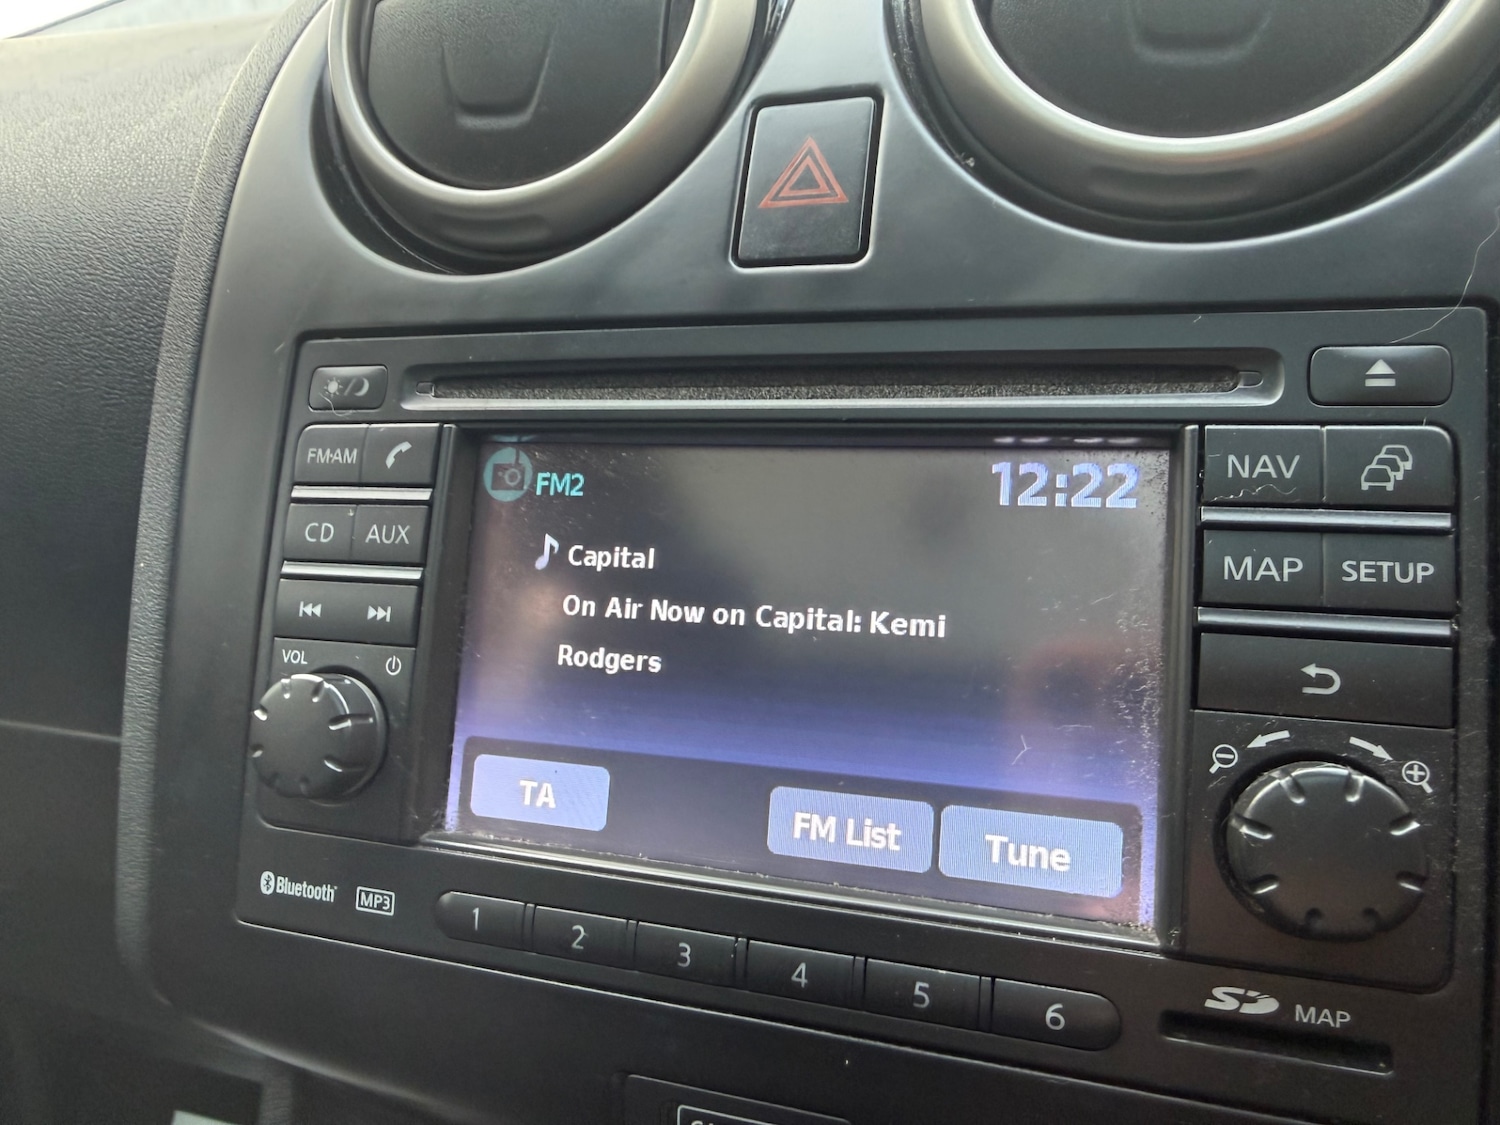 FM·AM
CD
AUX
VOL
FM2
12:22
Capital
On Air Now on Capital: Kemi
Rodgers
TA
FM List
Tune
NAV
MAP
SETUP
Bluetooth
MP3
1
2
3
4
5
6
SD
MAP